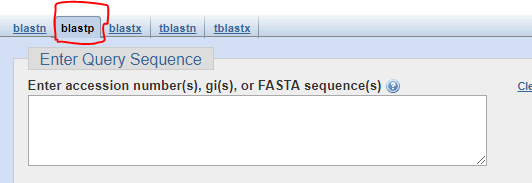 blastn blastp blastx tblastn tblastx
Enter Query Sequence
Enter accession number(s), gi(s), or FASTA sequence(s) ?